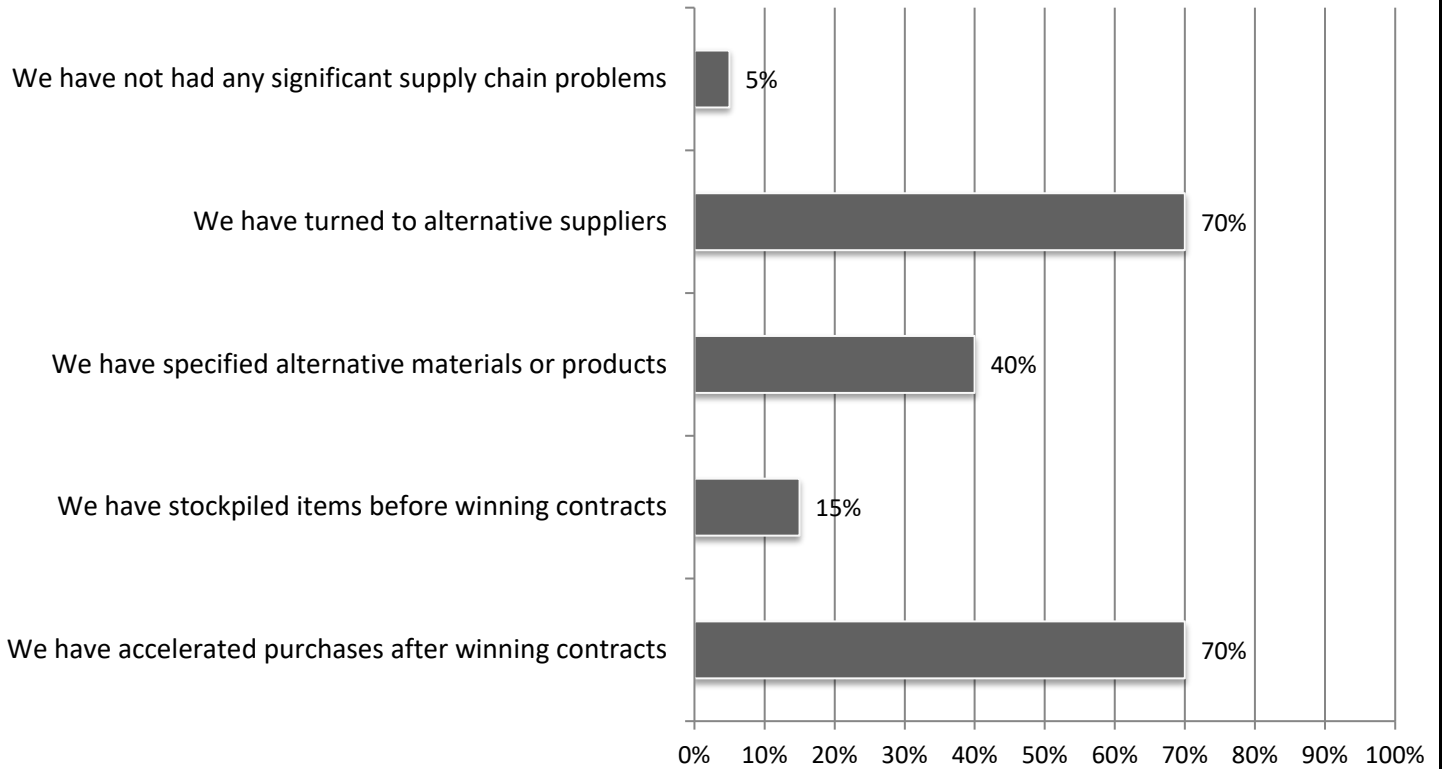 We have not had any significant supply chain problems 5%
We have turned to alternative suppliers 70%
We have specified alternative materials or products 40%
We have stockpiled items before winning contracts 15%
We have accelerated purchases after winning contracts 70%
0% 10% 20% 30% 40% 50% 60% 70% 80% 90% 100%